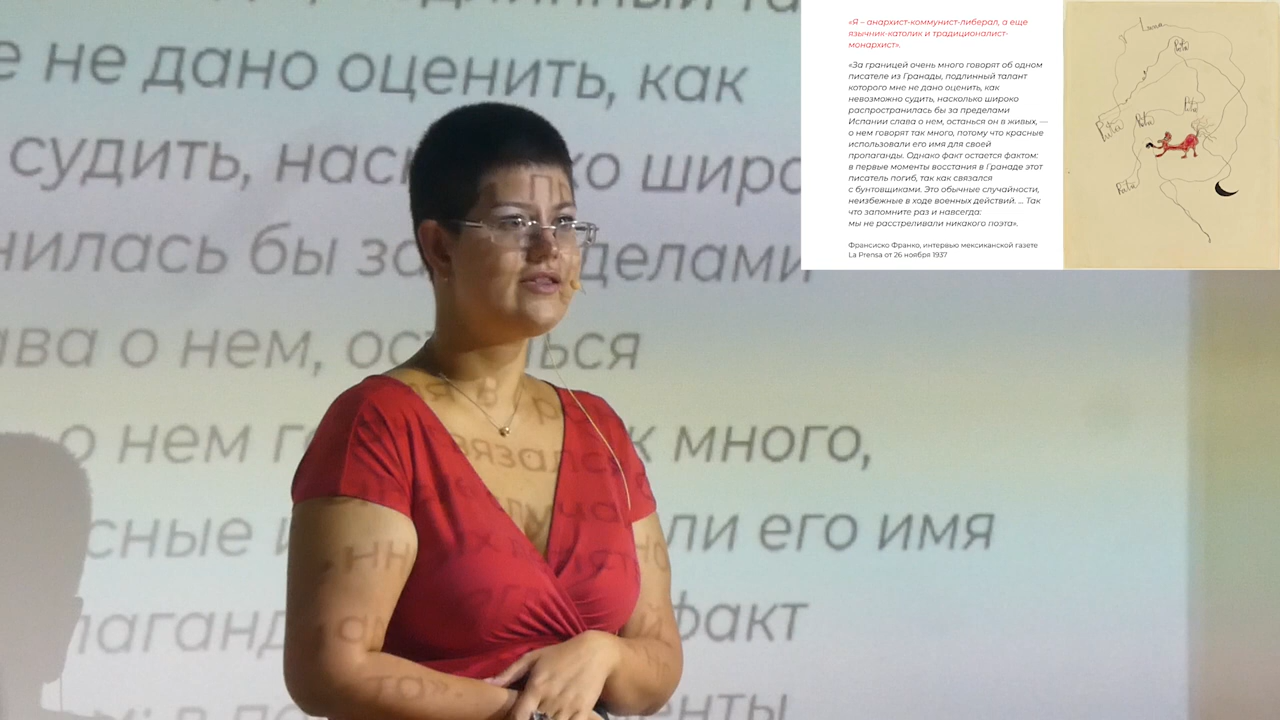 «Я – анархист-коммунист-либерал, а еще
язычник-католик и традиционалист-
монархист».
«За границей очень много говорят об одном
писателе из Гранады, подлинный талант
которого мне не дано оценить, как
невозможно судить, насколько широко
распространилась бы за пределами
Испании слава о нем, останься он в живых, —
о нем говорят так много, потому что красные
использовали его имя для своей
пропаганды. Однако факт остается фактом:
в первые моменты восстания в Гранаде этот
писатель погиб, так как связался
с бунтовщиками. Это обычные случайности,
неизбежные в ходе военных действий. ... Так
что запомните раз и навсегда:
мы не расстреливали никакого поэта».
Франсиско Франко, интервью мексиканской газете
La Prensa от 26 ноября 1937
Luna
е не дано оценить, как
судить, нас ко широ
нилась бы за делами
ава о нем, ос ься
о нем г к много,
сные ли его имя
паганд факт